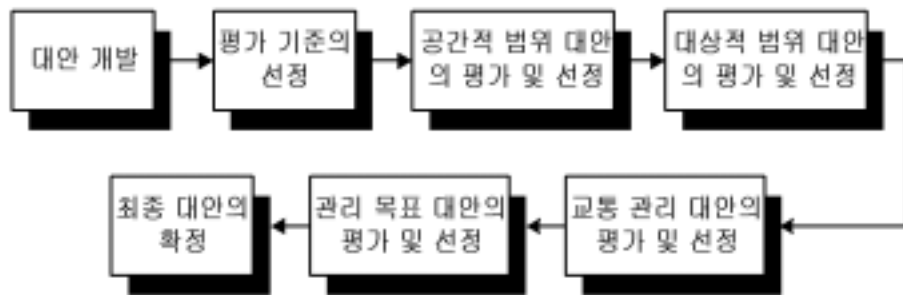 대안 개발
평가 기준의
선정
공간적 범위 대안
의 평가 및 선정
대상적 범위 대안
의 평가 및 선정
교통 관리 대안의
평가 및 선정
관리 목표 대안의
평가 및 선정
최종 대안의
확정